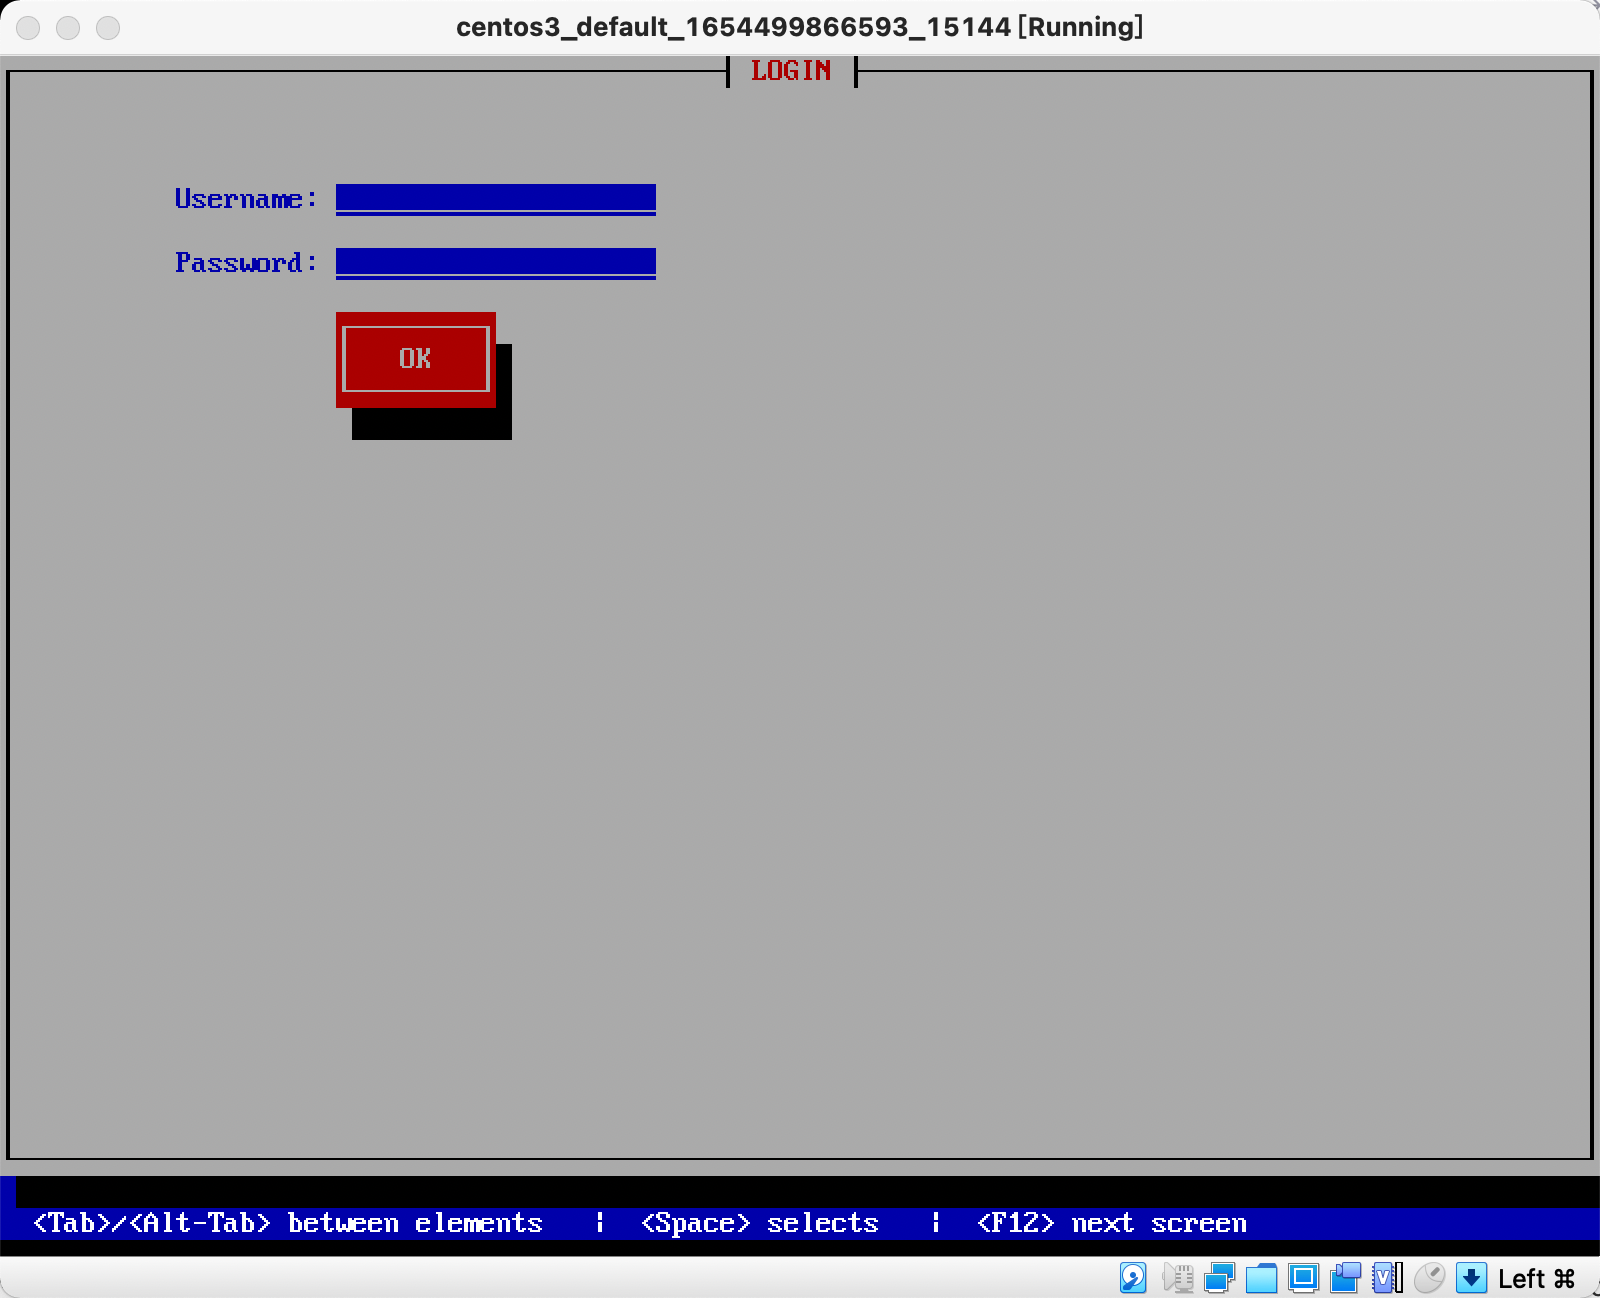 centos3_default_1654499866593_15144 [Running]
LOGIN
Username:
Password:
OK
<Tab>/<Alt-Tab> between elements | <Space> selects | <F12> next screen
Left ⌘